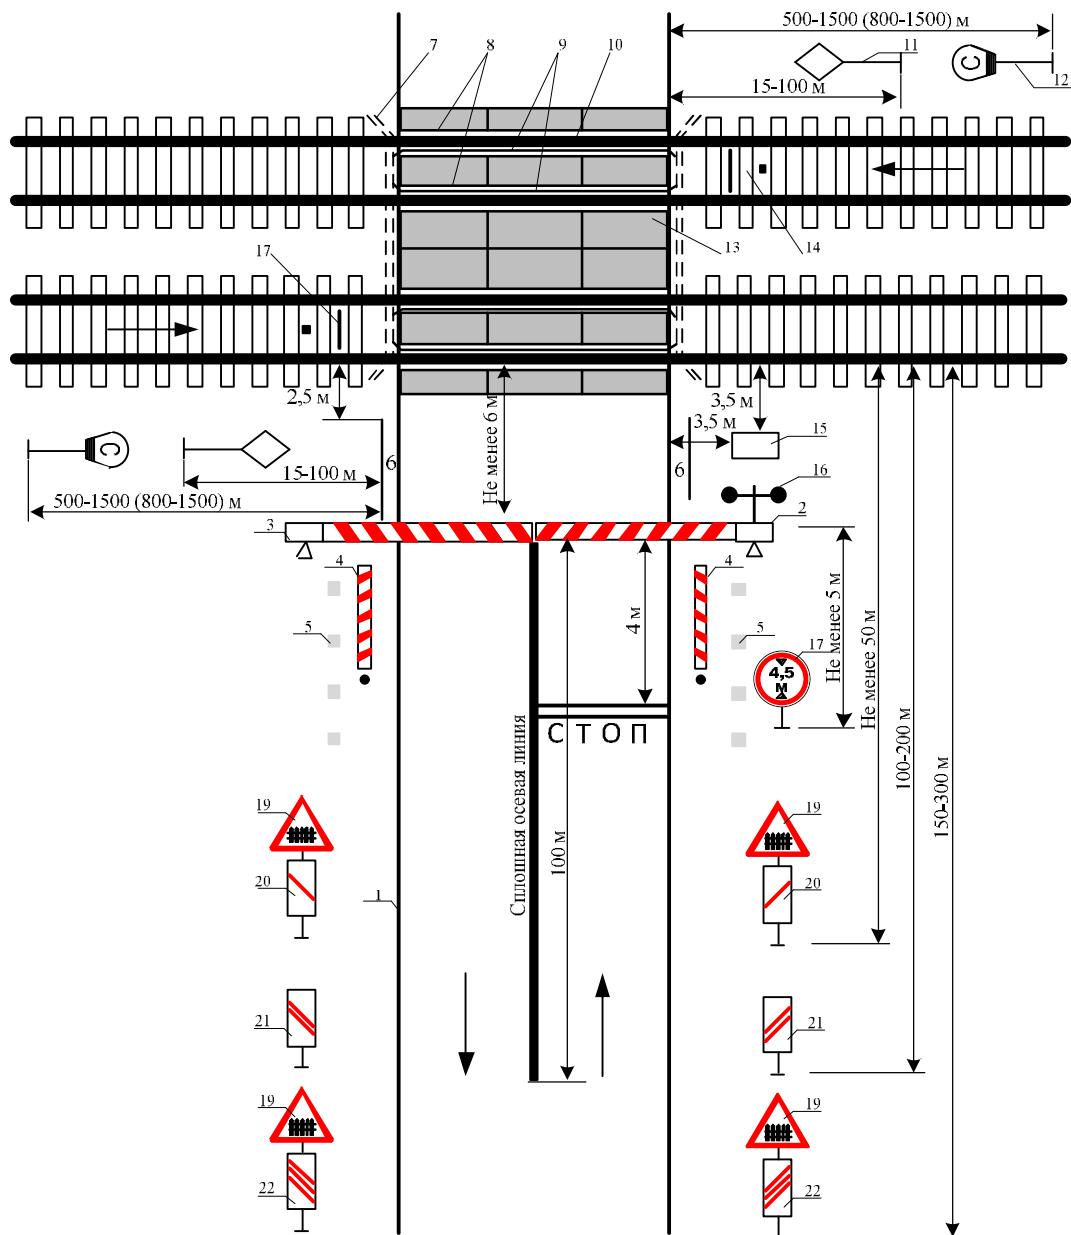 500-1500 (800-1500) м
7
8
9
10
11
С
12
15-100 м
13
14
17
2,5 м
Не менее 6 м
3,5 м
3,5 м
15
С
6
6
15-100 м
16
500-1500 (800-1500) м
2
3
4
4
5
5
4 м
Не менее 5 м
17
4,5
м
Не менее 50 м
СТОП
100-200 м
150-300 м
Сплошная осевая линия
100 м
19
19
20
20
1
21
21
19
19
22
22